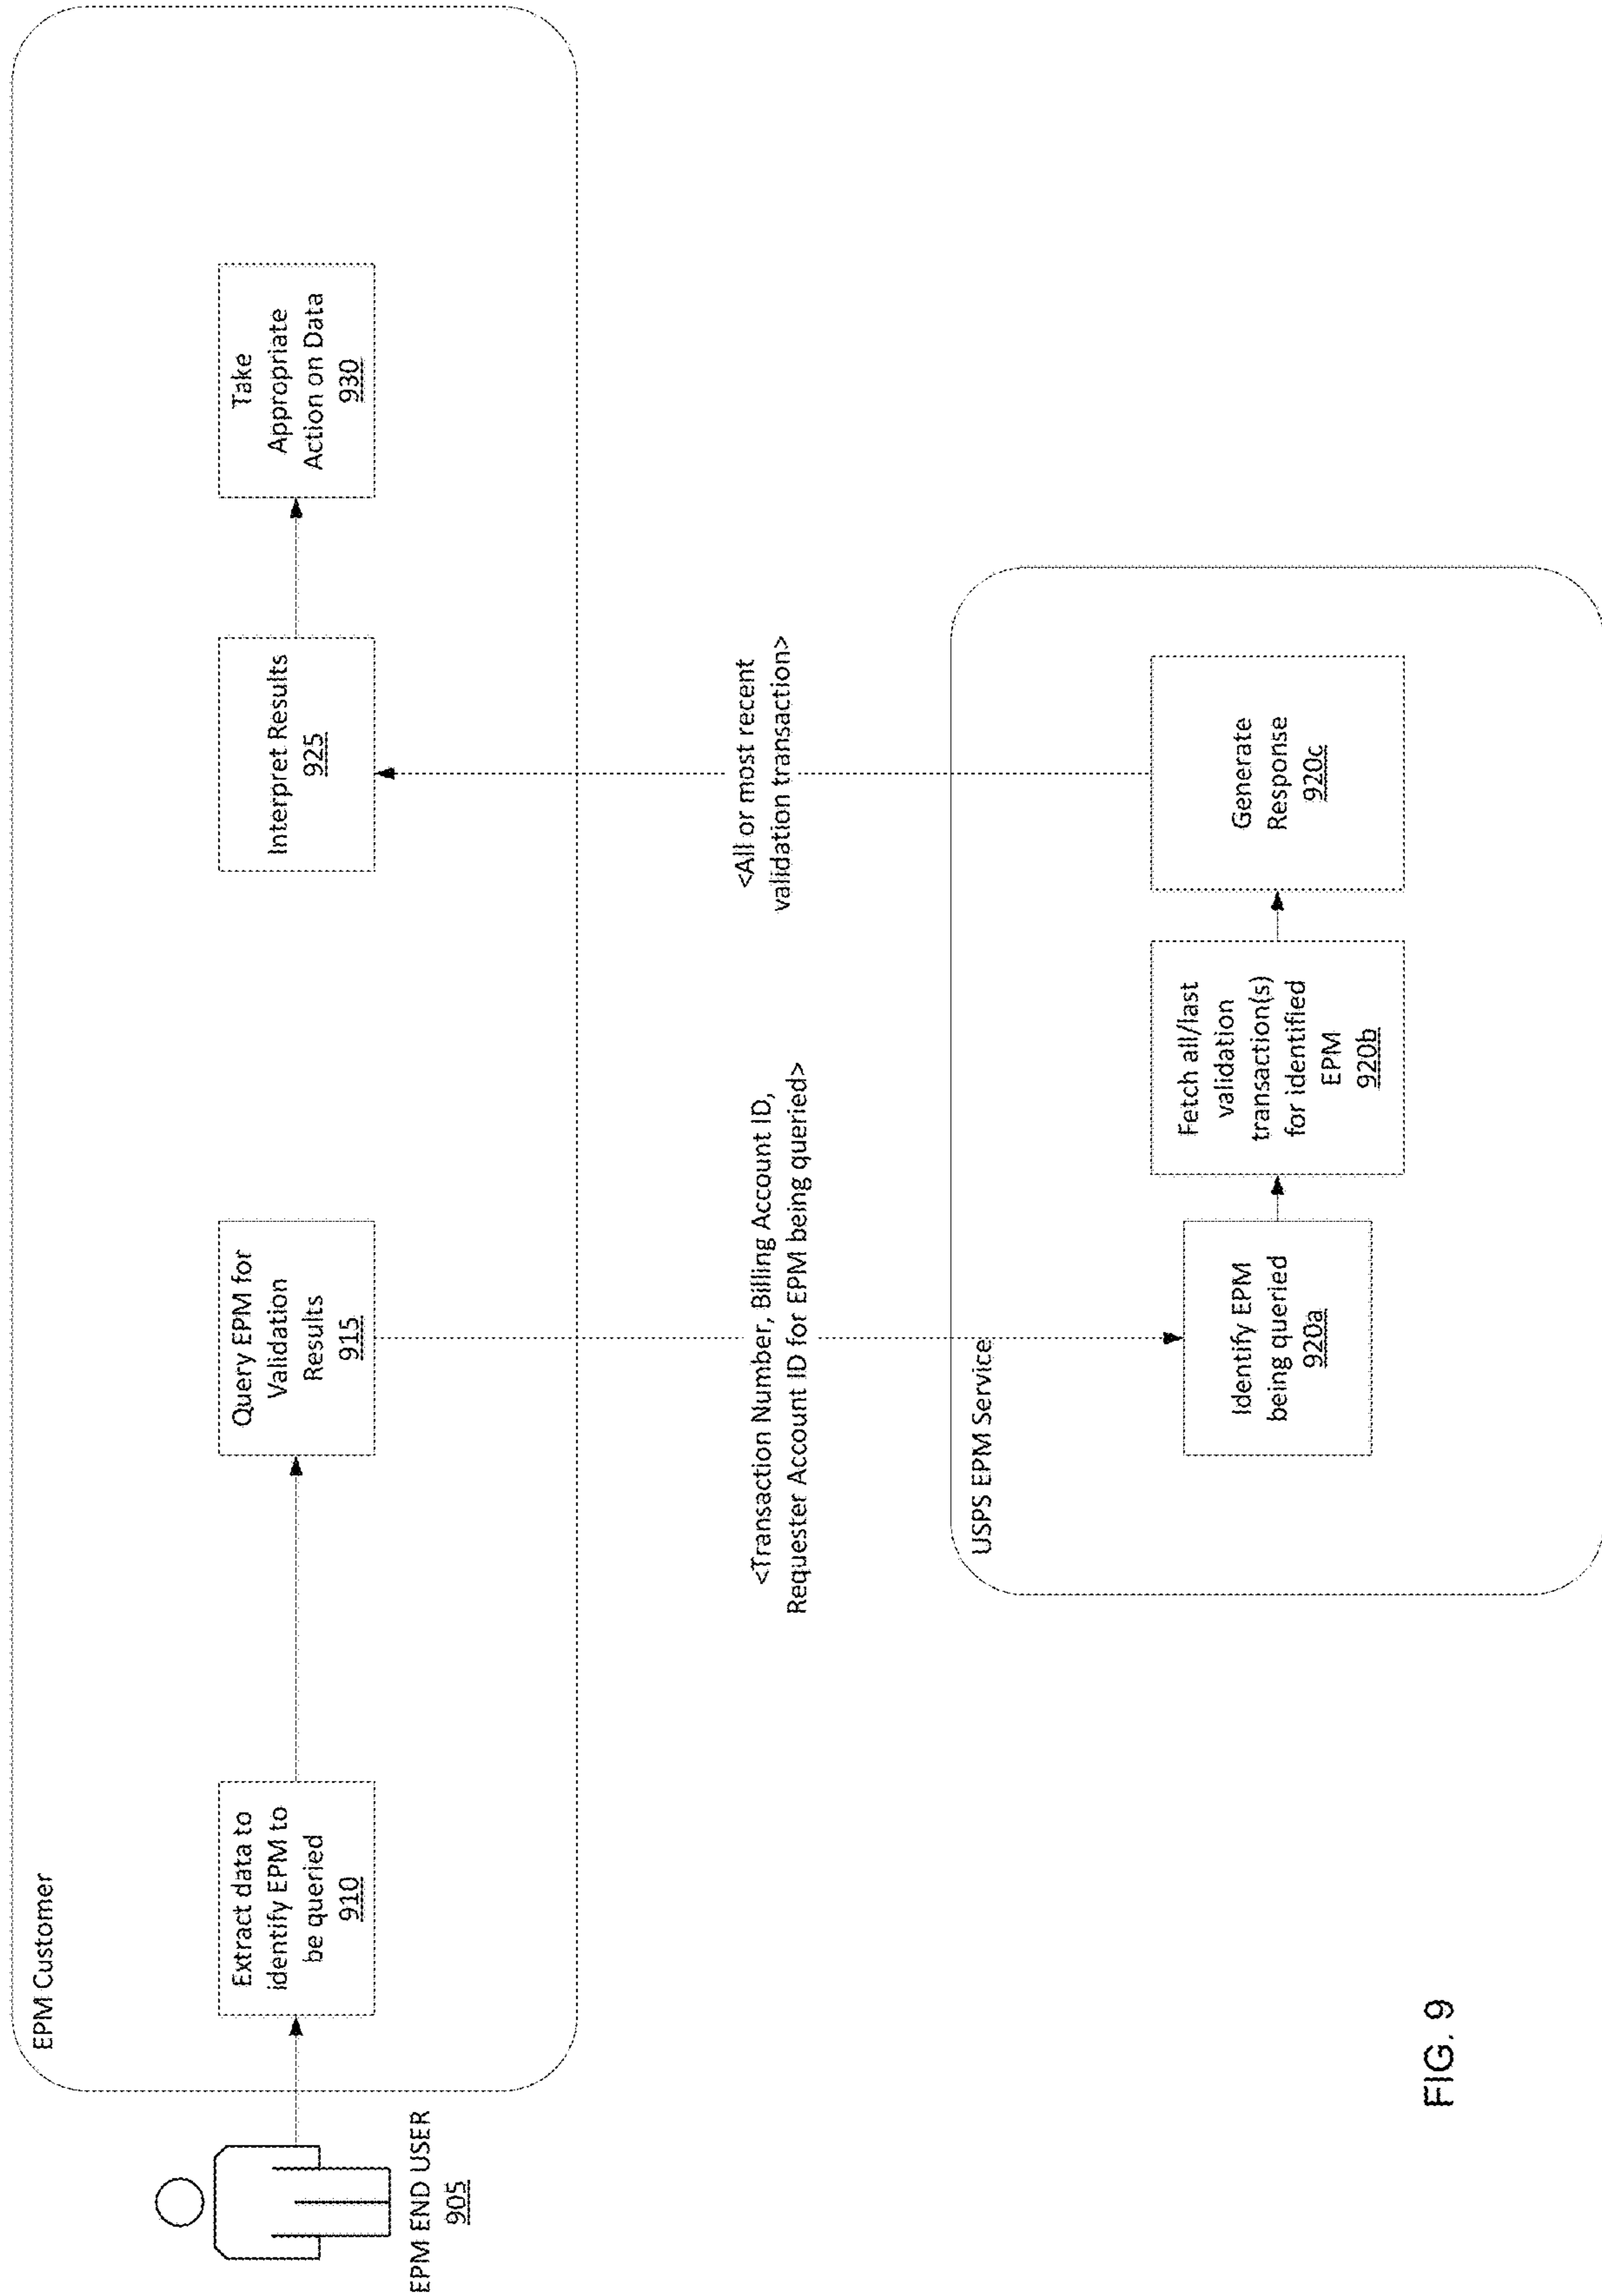 EPM Customer
EPM END USER
905
Extract data to
identify EPM to
be queried
910
Query EPM for
Validation
Results
915
<Transaction Number, Billing Account ID,
Requester Account ID for EPM being queried>
USPS EPM Service
Identify EPM
being queried
920a
Fetch all/last
validation
transaction(s)
for identified
EPM
920b
Generate
Response
920c
<All or most recent
validation transaction>
Interpret Results
925
Take
Appropriate
Action on Data
930
FIG. 9